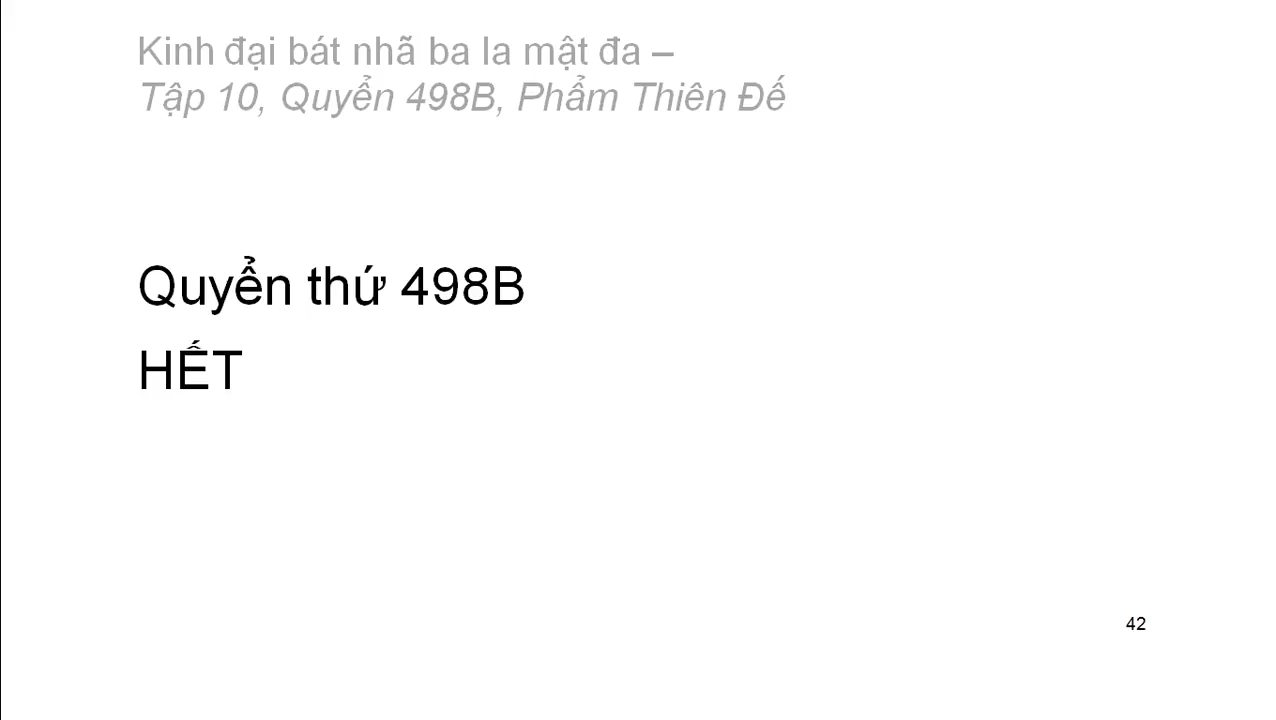 Kinh đại bát nhã ba la mật đa –
Tập 10, Quyển 498B, Phẩm Thiên Đế
Quyển thứ 498B
HẾT
42